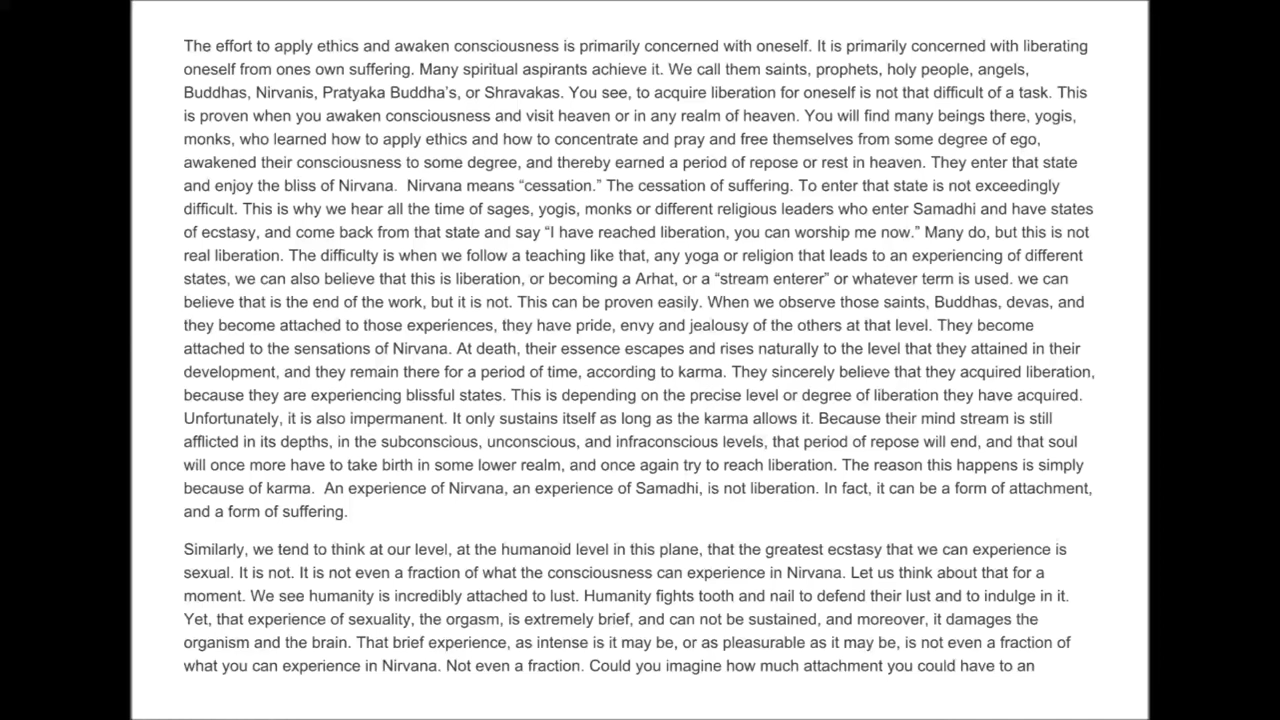 The effort to apply ethics and awaken consciousness is primarily concerned with oneself. It is primarily concerned with liberating
oneself from ones own suffering. Many spiritual aspirants achieve it. We call them saints, prophets, holy people, angels,
Buddhas, Nirvanis, Pratyaka Buddha's, or Shravakas. You see, to acquire liberation for oneself is not that difficult of a task. This
is proven when you awaken consciousness and visit heaven or in any realm of heaven. You will find many beings there, yogis,
monks, who learned how to apply ethics and how to concentrate and pray and free themselves from some degree of ego,
awakened their consciousness to some degree, and thereby earned a period of repose or rest in heaven. They enter that state
and enjoy the bliss of Nirvana.  Nirvana means “cessation.” The cessation of suffering. To enter that state is not exceedingly
difficult. This is why we hear all the time of sages, yogis, monks or different religious leaders who enter Samadhi and have states
of ecstasy, and come back from that state and say “I have reached liberation, you can worship me now.” Many do, but this is not
real liberation. The difficulty is when we follow a teaching like that, any yoga or religion that leads to an experiencing of different
states, we can also believe that this is liberation, or becoming a Arhat, or a “stream enterer” or whatever term is used. we can
believe that is the end of the work, but it is not. This can be proven easily. When we observe those saints, Buddhas, devas, and
they become attached to those experiences, they have pride, envy and jealousy of the others at that level. They become
attached to the sensations of Nirvana. At death, their essence escapes and rises naturally to the level that they attained in their
development, and they remain there for a period of time, according to karma. They sincerely believe that they acquired liberation,
because they are experiencing blissful states. This is depending on the precise level or degree of liberation they have acquired.
Unfortunately, it is also impermanent. It only sustains itself as long as the karma allows it. Because their mind stream is still
afflicted in its depths, in the subconscious, unconscious, and infraconscious levels, that period of repose will end, and that soul
will once more have to take birth in some lower realm, and once again try to reach liberation. The reason this happens is simply
because of karma.  An experience of Nirvana, an experience of Samadhi, is not liberation. In fact, it can be a form of attachment,
and a form of suffering.
Similarly, we tend to think at our level, at the humanoid level in this plane, that the greatest ecstasy that we can experience is
sexual. It is not. It is not even a fraction of what the consciousness can experience in Nirvana. Let us think about that for a
moment. We see humanity is incredibly attached to lust. Humanity fights tooth and nail to defend their lust and to indulge in it.
Yet, that experience of sexuality, the orgasm, is extremely brief, and can not be sustained, and moreover, it damages the
organism and the brain. That brief experience, as intense is it may be, or as pleasurable as it may be, is not even a fraction of
what you can experience in Nirvana. Not even a fraction. Could you imagine how much attachment you could have to an